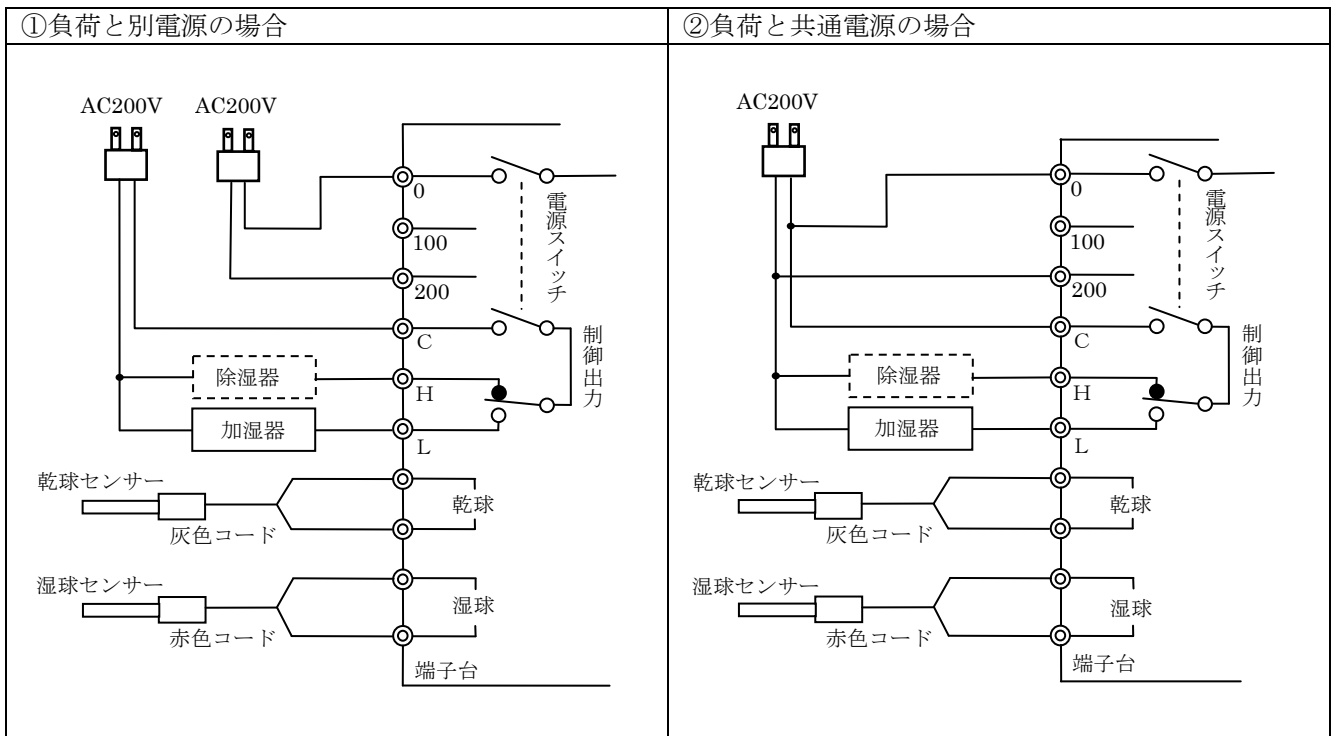 ①負荷と別電源の場合
AC200V
AC200V
0
100
200
電源スイッチ
C
制御出力
除湿器
H
加湿器
L
乾球センサー
灰色コード
乾球
湿球センサー
赤色コード
湿球
端子台
②負荷と共通電源の場合
AC200V
0
100
200
電源スイッチ
C
制御出力
除湿器
H
加湿器
L
乾球センサー
灰色コード
乾球
湿球センサー
赤色コード
湿球
端子台